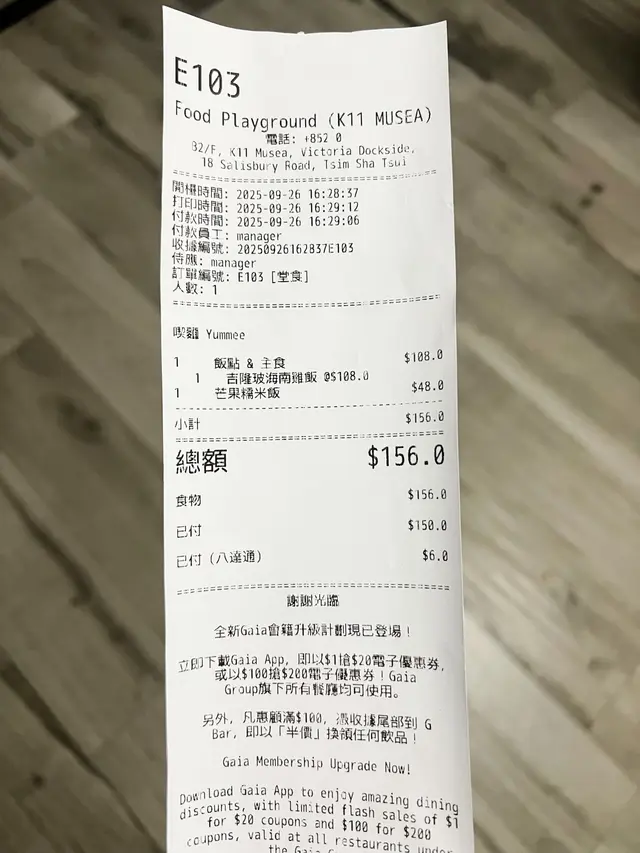 E103
Food Playground (K11 MUSEA)
電話: +852 0
B2/F, K11 Musea, Victoria Dockside,
18 Salisbury Road, Tsim Sha Tsui
開檯時間: 2025-09-26 16:28:37
打印時間: 2025-09-26 16:29:12
付款時間: 2025-09-26 16:29:06
付款員工: manager
收據編號: 20250926162837E103
侍應: manager
訂單編號: E103 [堂食]
人數: 1
喫雞 Yummee
1 飯點 & 主食 $108.0
1 吉隆玻海南雞飯 @$108.0
1 芒果糯米飯 $48.0
小計 $156.0
總額 $156.0
食物 $156.0
已付 $150.0
已付 (八達通) $6.0
謝謝光臨
全新Gaia會籍升級計劃現已登場！
立即下載Gaia App, 即以$1搶$20電子優惠券,
或以$100搶$200電子優惠券！Gaia
Group旗下所有餐廳均可使用。
另外, 凡惠顧滿$100, 憑收據尾部到 G
Bar, 即以「半價」換領任何飲品！
Gaia Membership Upgrade Now!
Download Gaia App to enjoy amazing dining
discounts, with limited flash sales of $1
for $20 coupons and $100 for $200
coupons, valid at all restaurants under
the Gaia